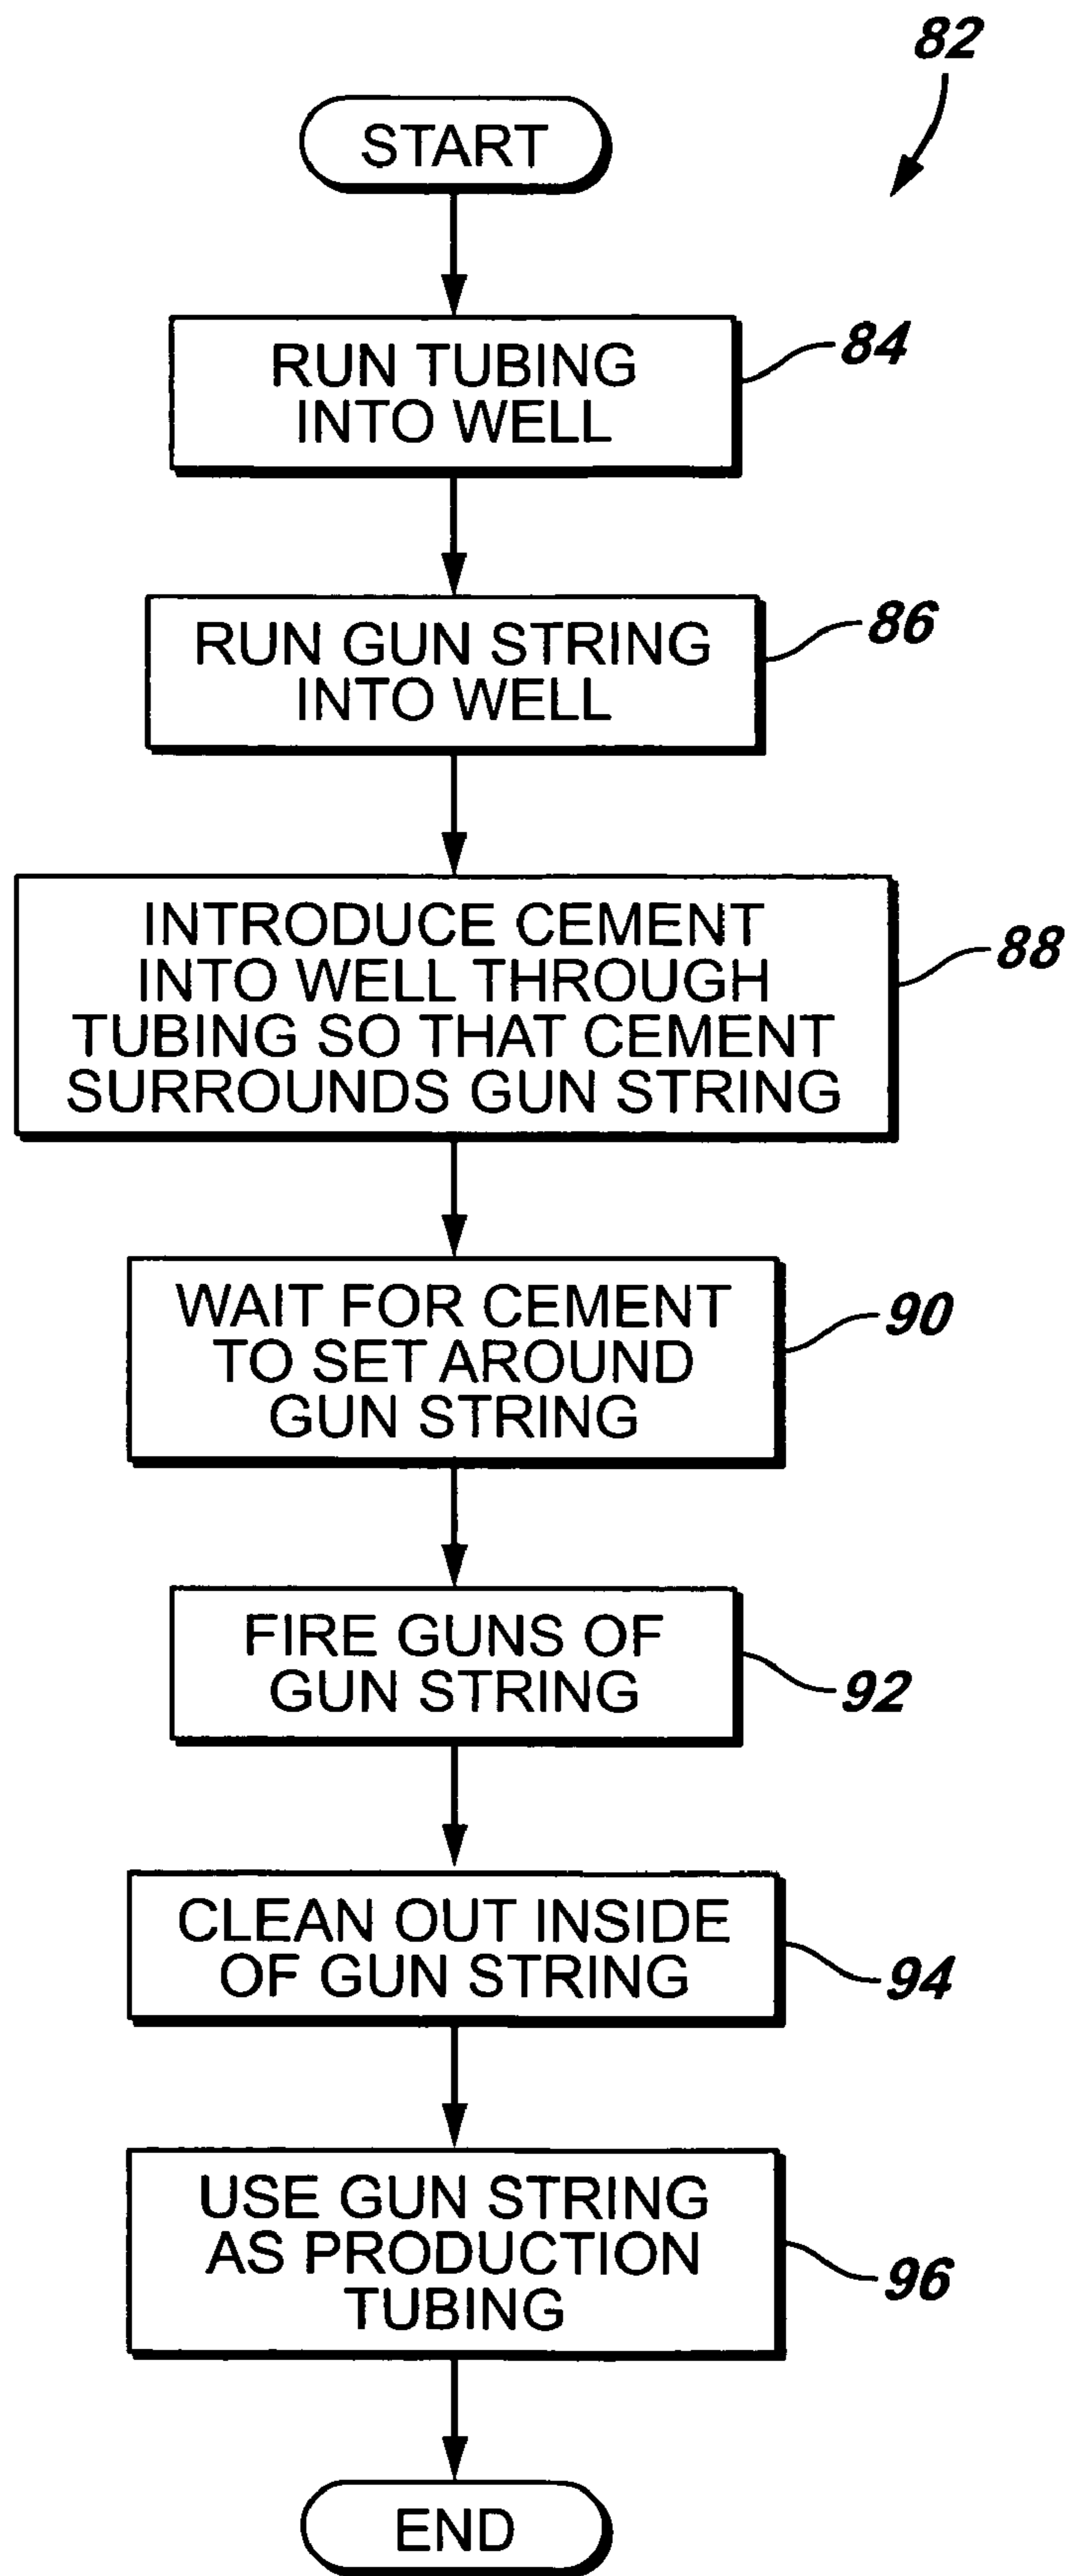 82
START
RUN TUBING
INTO WELL
84
RUN GUN STRING
INTO WELL
86
INTRODUCE CEMENT
INTO WELL THROUGH
TUBING SO THAT CEMENT
SURROUNDS GUN STRING
88
WAIT FOR CEMENT
TO SET AROUND
GUN STRING
90
FIRE GUNS OF
GUN STRING
92
CLEAN OUT INSIDE
OF GUN STRING
94
USE GUN STRING
AS PRODUCTION
TUBING
96
END